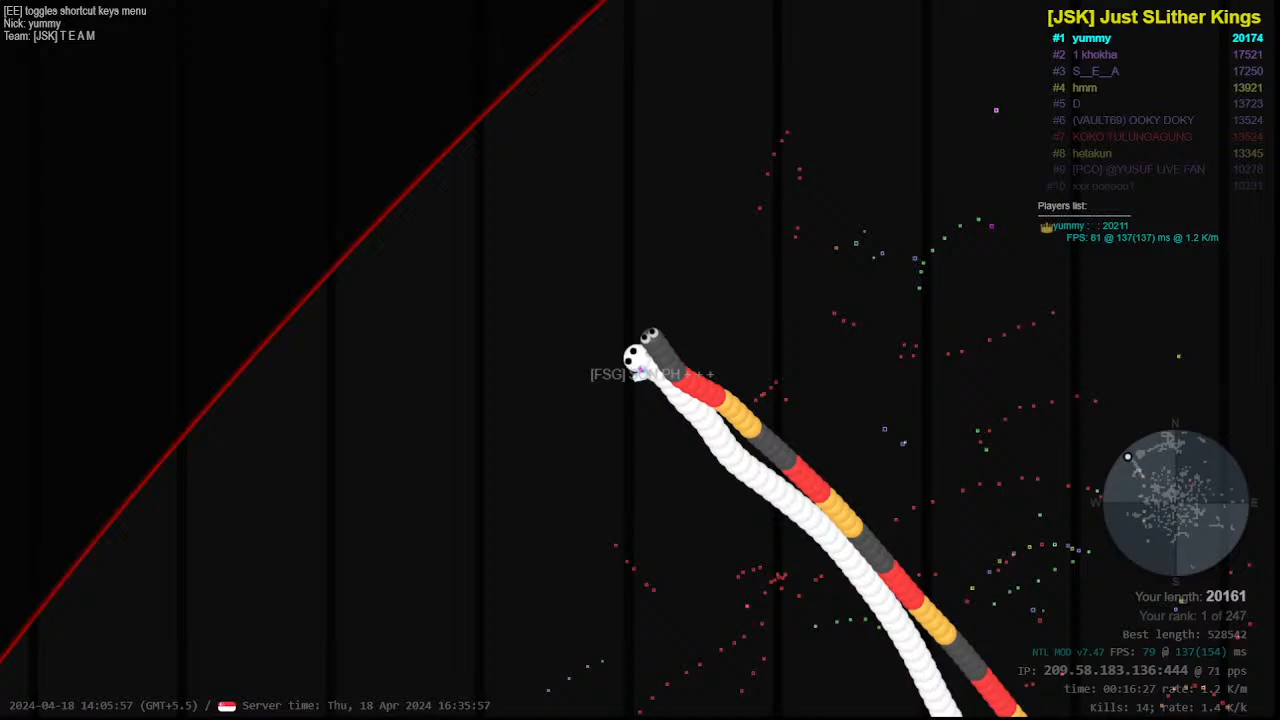 [EE] toggles shortcut keys menu
Nick: yummy
Team: [JSK] T E A M
[JSK] Just SLither Kings
#1 yummy 20174
#2 1 khokha 17521
#3 S__E__A 17250
#4 hmm 13921
#5 D 13723
#6 (VAULT69) OOKY DOKY 13524
#7 KOKO TULUNGAGUNG 13524
#8 hetakun 13345
#9 [PCO] @YUSUF LIVE FAN 10278
#10 10231
Players list:
yummy : : 20211
FPS: 81 @ 137(137) ms @ 1.2 K/m
[FSG] PH + + +
N
W E
S
Your length: 20161
Your rank: 1 of 247
Best length: 528542
NTL MOD v7.47 FPS: 79 @ 137(154) ms
IP: 209.58.183.136:444 @ 71 pps
time: 00:16:27 rate: 1.2 K/m
Kills: 14; rate: 1.4 K/k
2024-04-18 14:05:57 (GMT+5.5) / Server time: Thu, 18 Apr 2024 16:35:57